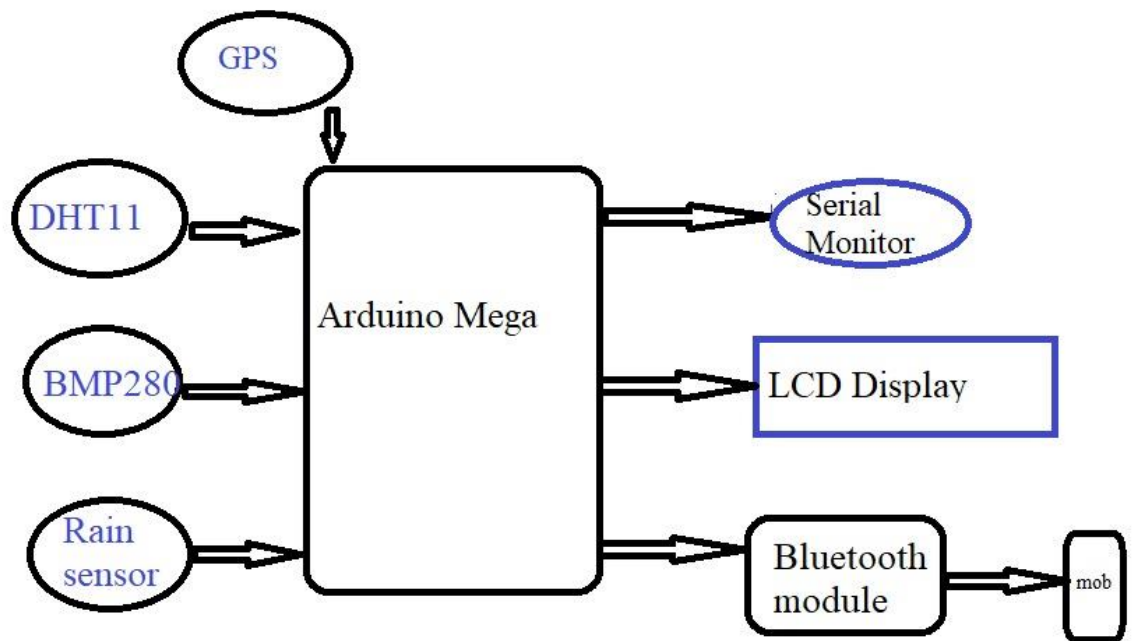 GPS
DHT11
Serial
Monitor
Arduino Mega
BMP280
LCD Display
Rain
sensor
Bluetooth
module
mob